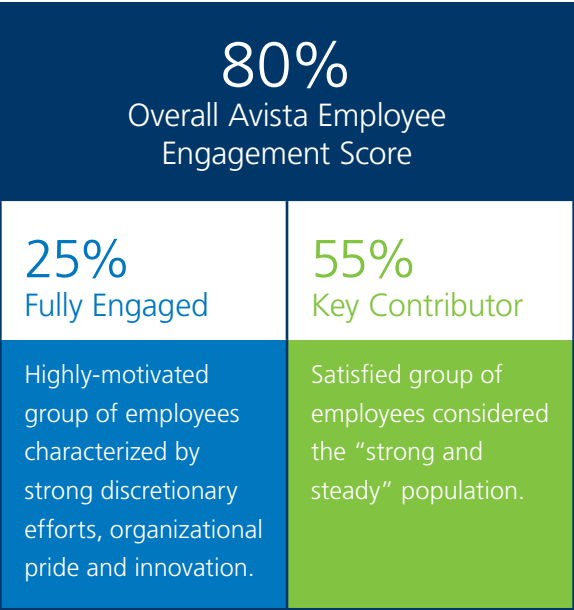 80%
Overall Avista Employee
Engagement Score
25%
Fully Engaged
Highly-motivated
group of employees
characterized by
strong discretionary
efforts, organizational
pride and innovation.
55%
Key Contributor
Satisfied group of
employees considered
the “strong and
steady” population.